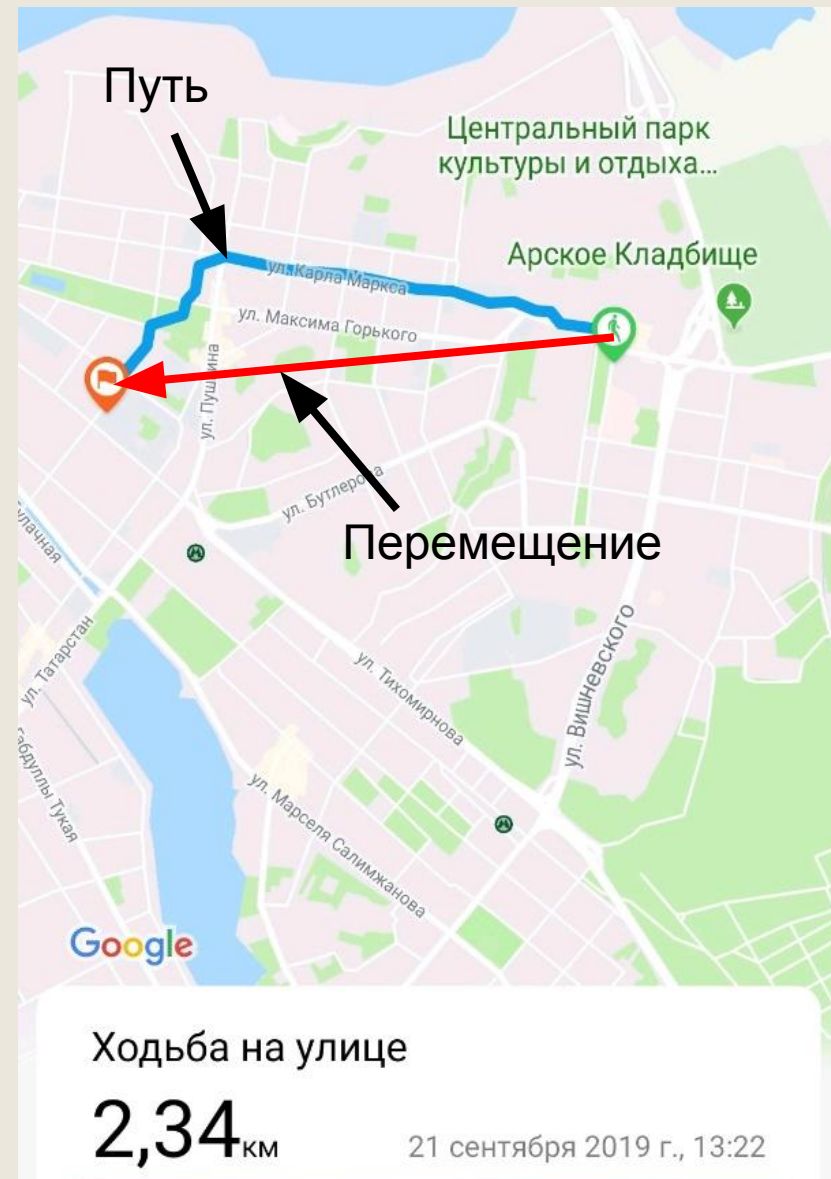 Путь
Центральный парк
культуры и отдыха...
Арское Кладбище
ул. Карла Маркса
ул. Максима Горького
ул. Пушкина
ул. Бутлерова
Перемещение
ул. Татарстан
ул. Тихомирнова
ул. Вишневского
Габдуллы Тукая
ул. Марселя Салимжанова
Google
Ходьба на улице
2,34км
21 сентября 2019 г., 13:22